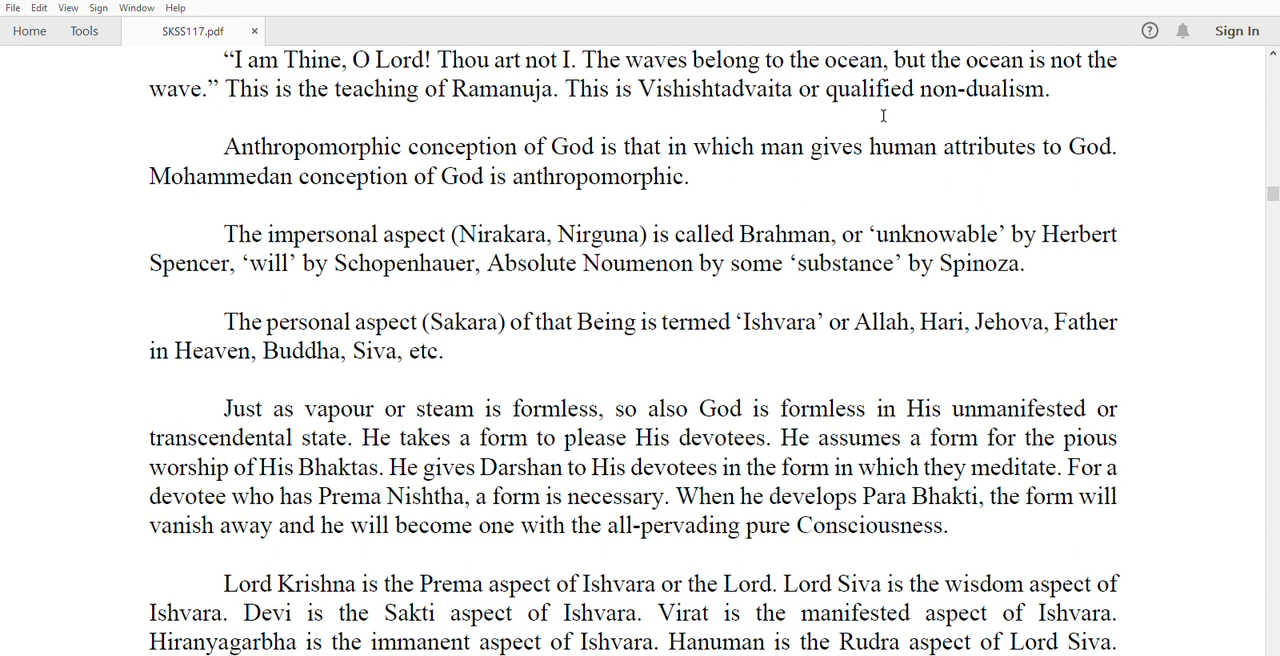 File Edit View Sign Window Help
Home Tools SKSS117.pdf × ? Sign In
“I am Thine, O Lord! Thou art not I. The waves belong to the ocean, but the ocean is not the
wave.” This is the teaching of Ramanuja. This is Vishishtadvaita or qualified non-dualism.
Anthropomorphic conception of God is that in which man gives human attributes to God.
Mohammedan conception of God is anthropomorphic.
The impersonal aspect (Nirakara, Nirguna) is called Brahman, or ‘unknowable’ by Herbert
Spencer, ‘will’ by Schopenhauer, Absolute Noumenon by some ‘substance’ by Spinoza.
The personal aspect (Sakara) of that Being is termed ‘Ishvara’ or Allah, Hari, Jehova, Father
in Heaven, Buddha, Siva, etc.
Just as vapour or steam is formless, so also God is formless in His unmanifested or
transcendental state. He takes a form to please His devotees. He assumes a form for the pious
worship of His Bhaktas. He gives Darshan to His devotees in the form in which they meditate. For a
devotee who has Prema Nishtha, a form is necessary. When he develops Para Bhakti, the form will
vanish away and he will become one with the all-pervading pure Consciousness.
Lord Krishna is the Prema aspect of Ishvara or the Lord. Lord Siva is the wisdom aspect of
Ishvara. Devi is the Sakti aspect of Ishvara. Virat is the manifested aspect of Ishvara.
Hiranyagarbha is the immanent aspect of Ishvara. Hanuman is the Rudra aspect of Lord Siva.